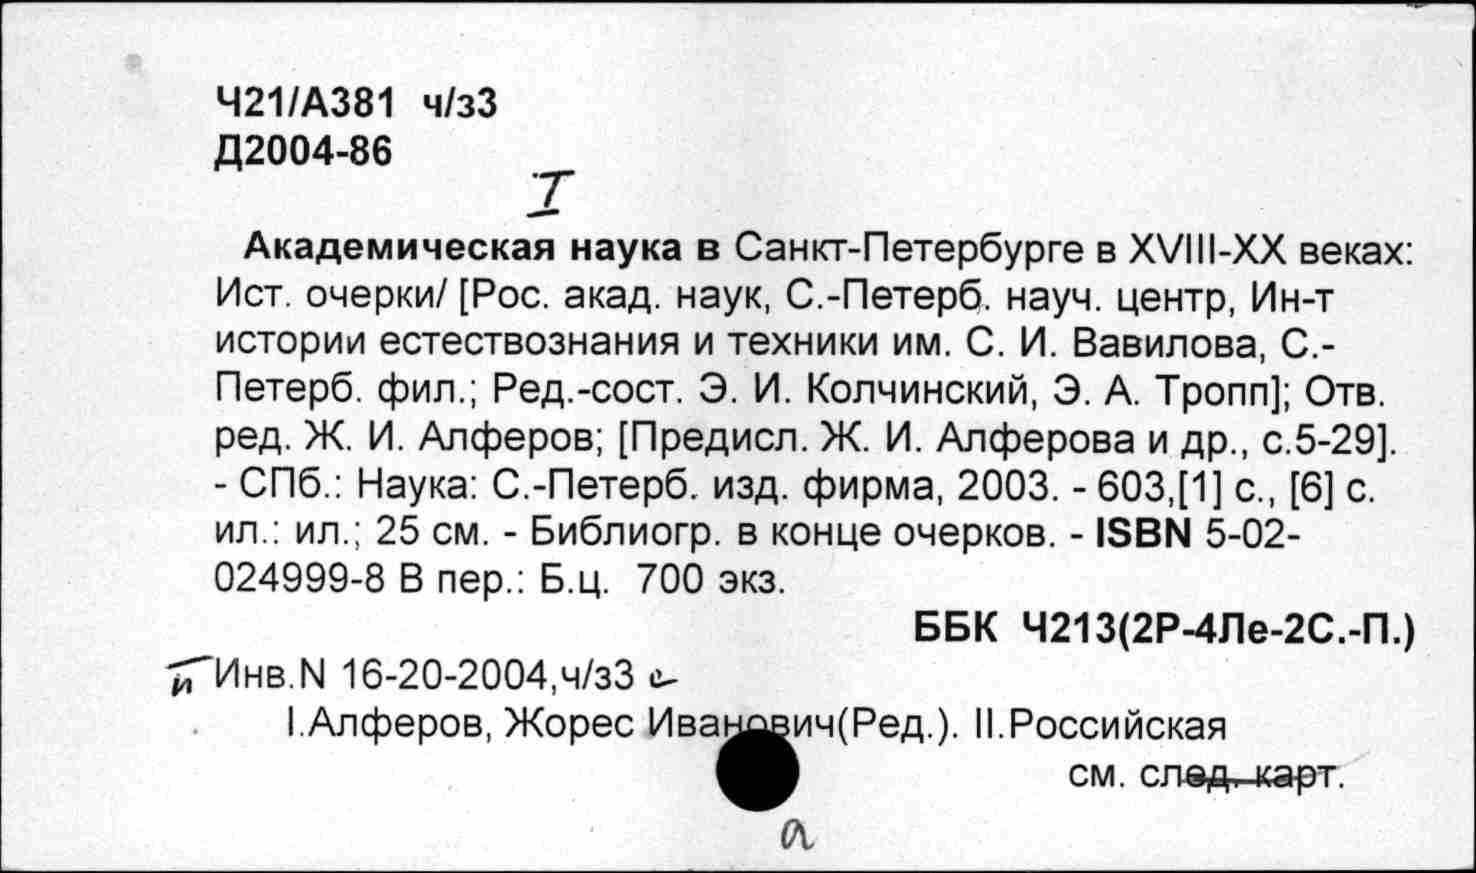 Ч21/А381 ч/з3
Д2004-86
I
Академическая наука в Санкт-Петербурге в XVIII-XX веках:
Ист. очерки/ [Рос. акад. наук, С.-Петерб. науч. центр, Ин-т
истории естествознания и техники им. С. И. Вавилова, С.-
Петерб. фил.; Ред.-сост. Э. И. Колчинский, Э. А. Тропп]; Отв.
ред. Ж. И. Алферов; [Предисл. Ж. И. Алферова и др., с.5-29].
- СПб.: Наука: С.-Петерб. изд. фирма, 2003. - 603,[1] с., [6] с.
ил.: ил.; 25 см. - Библиогр. в конце очерков. - ISBN 5-02-
024999-8 В пер.: Б.ц. 700 экз.
ББК Ч213(2Р-4Ле-2С.-П.)
Инв.N 16-20-2004,ч/з3
I.Алферов, Жорес Иванович(Ред.). II.Российская
см. след. карт.
а